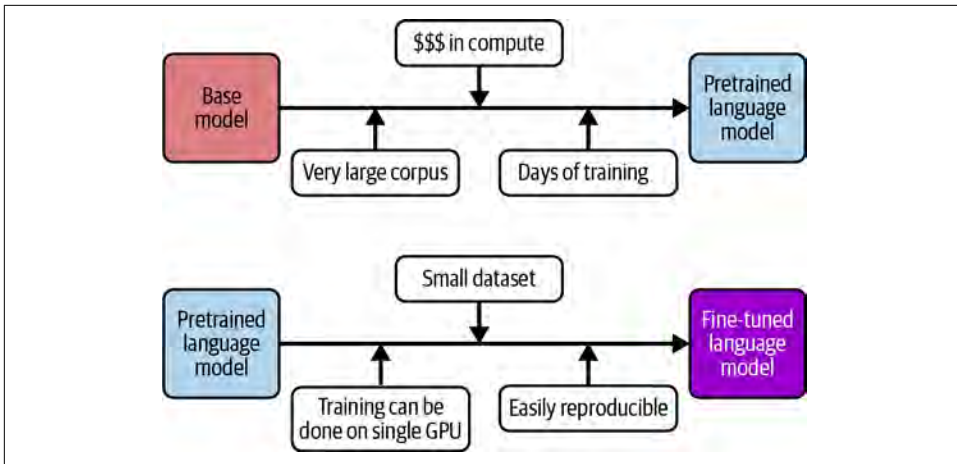 $$$ in compute
Base
model
Pretrained
language
model
Very large corpus
Days of training
Small dataset
Pretrained
language
model
Fine-tuned
language
model
Training can be
done on single GPU
Easily reproducible